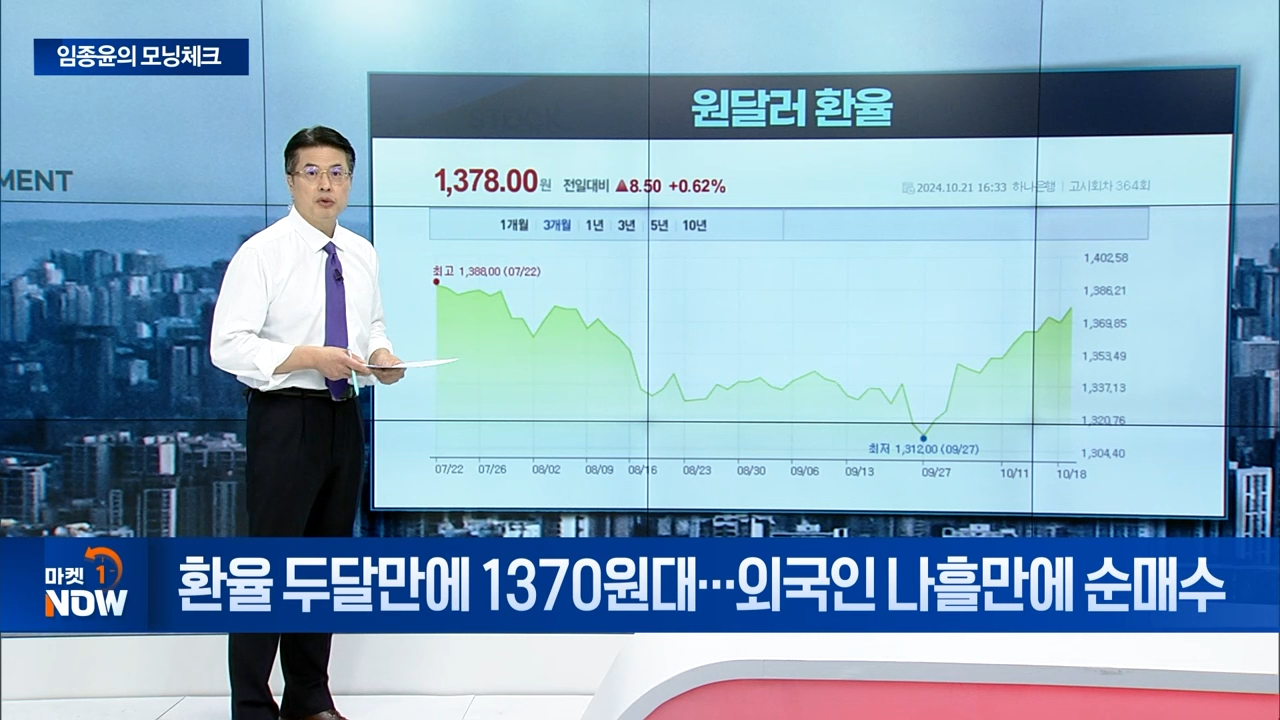 임종윤의 모닝체크
MENT
원달러 환율
1,378.00원 전일대비 ▲8.50 +0.62%
2024.10.21 16:33 하나은행 | 고시회차 364회
1개월 3개월 1년 3년 5년 10년
최고 1,388.00 (07/22)
1,402.58
1,386.21
1,369.85
1,353.49
1,337.13
1,320.76
1,304.40
최저 1,312.00 (09/27)
07/22 07/26 08/02 08/09 08/16 08/23 08/30 09/06 09/13 09/27 10/11 10/18
마켓 1
NOW
환율 두달만에 1370원대…외국인 나흘만에 순매수